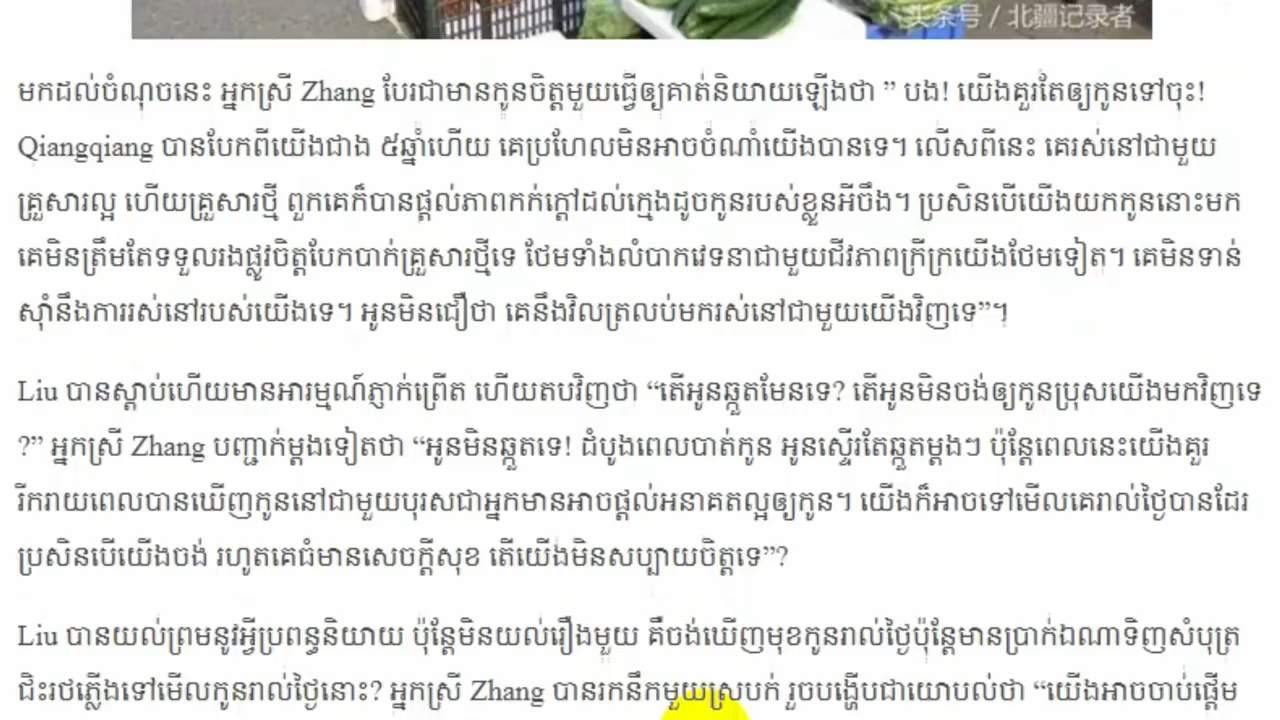 头条号 / 北疆记录者
មកដល់ចំណុចនេះ អ្នកស្រី Zhang បែរជាមានកូនចិត្តមួយធ្វើឲ្យគាត់និយាយឡើងថា ” បង! យើងគួរតែឲ្យកូនទៅចុះ!
Qiangqiang បានបែកពីយើងជាង ៥ឆ្នាំហើយ គេប្រហែលមិនអាចចំណាំយើងបានទេ។ លើសពីនេះ គេរស់នៅជាមួយ
គ្រួសារល្អ ហើយគ្រួសារថ្មី ពួកគេក៏បានផ្តល់ភាពកក់ក្តៅដល់ក្មេងដូចកូនរបស់ខ្លួនអីចឹង។ ប្រសិនបើយើងយកកូននោះមក
គេមិនត្រឹមតែទទួលរងផ្លូវចិត្តបែកបាក់គ្រួសារថ្មីទេ ថែមទាំងលំបាកវេទនាជាមួយជីវភាពក្រីក្រយើងថែមទៀត។ គេមិនទាន់
ស៊ាំនឹងការរស់នៅរបស់យើងទេ។ អូនមិនជឿថា គេនឹងវិលត្រលប់មករស់នៅជាមួយយើងវិញទេ”។
Liu បានស្តាប់ហើយមានអារម្មណ៍ភ្ញាក់ព្រើត ហើយតបវិញថា “តើអូនឆ្កួតមែនទេ? តើអូនមិនចង់ឲ្យកូនប្រុសយើងមកវិញទេ
?” អ្នកស្រី Zhang បញ្ជាក់ម្តងទៀតថា “អូនមិនឆ្កួតទេ! ដំបូងពេលបាត់កូន អូនស្ទើរតែឆ្កួតម្តងៗ ប៉ុន្តែពេលនេះយើងគួរ
រីករាយពេលបានឃើញកូននៅជាមួយបុរសជាអ្នកមានអាចផ្តល់អនាគតល្អឲ្យកូន។ យើងក៏អាចទៅមើលគេរាល់ថ្ងៃបានដែរ
ប្រសិនបើយើងចង់ រហូតគេធំមានសេចក្តីសុខ តើយើងមិនសប្បាយចិត្តទេ”?
Liu បានយល់ព្រមនូវអ្វីប្រពន្ធនិយាយ ប៉ុន្តែមិនយល់រឿងមួយ គឺចង់ឃើញមុខកូនរាល់ថ្ងៃប៉ុន្តែមានប្រាក់ឯណាទិញសំបុត្រ
ជិះរថភ្លើងទៅមើលកូនរាល់ថ្ងៃនោះ? អ្នកស្រី Zhang បានរកនឹកមួយស្របក់ រួចបង្ហើបជាយោបល់ថា “យើងអាចចាប់ផ្តើម